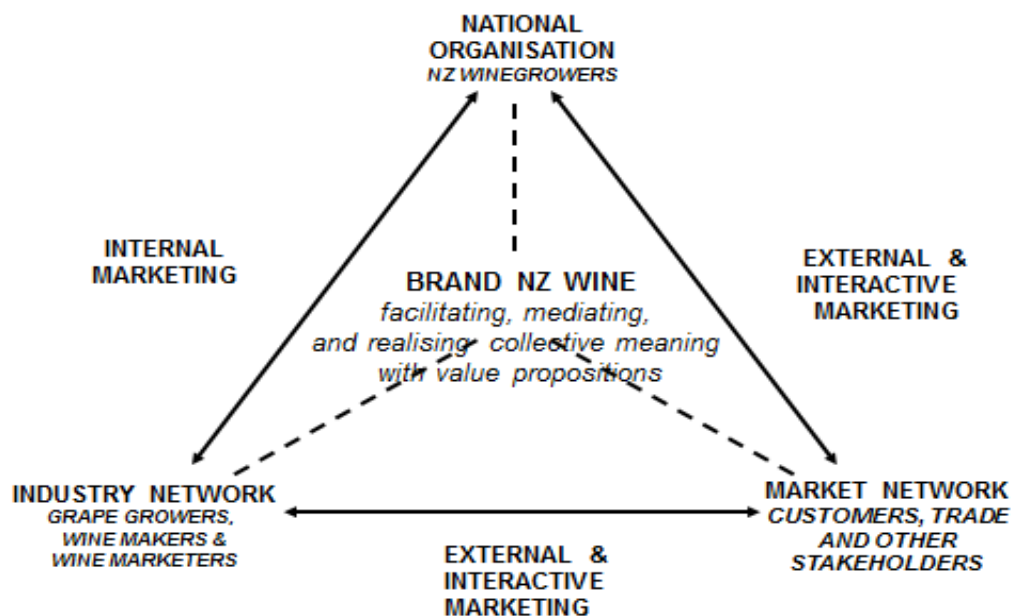 NATIONAL
ORGANISATION
NZ WINEGROWERS
INTERNAL
MARKETING
EXTERNAL &
INTERACTIVE
MARKETING
BRAND NZ WINE
facilitating, mediating,
and realising collective meaning
with value propositions
INDUSTRY NETWORK
GRAPE GROWERS,
WINE MAKERS &
WINE MARKETERS
MARKET NETWORK
CUSTOMERS, TRADE
AND OTHER
STAKEHOLDERS
EXTERNAL &
INTERACTIVE
MARKETING